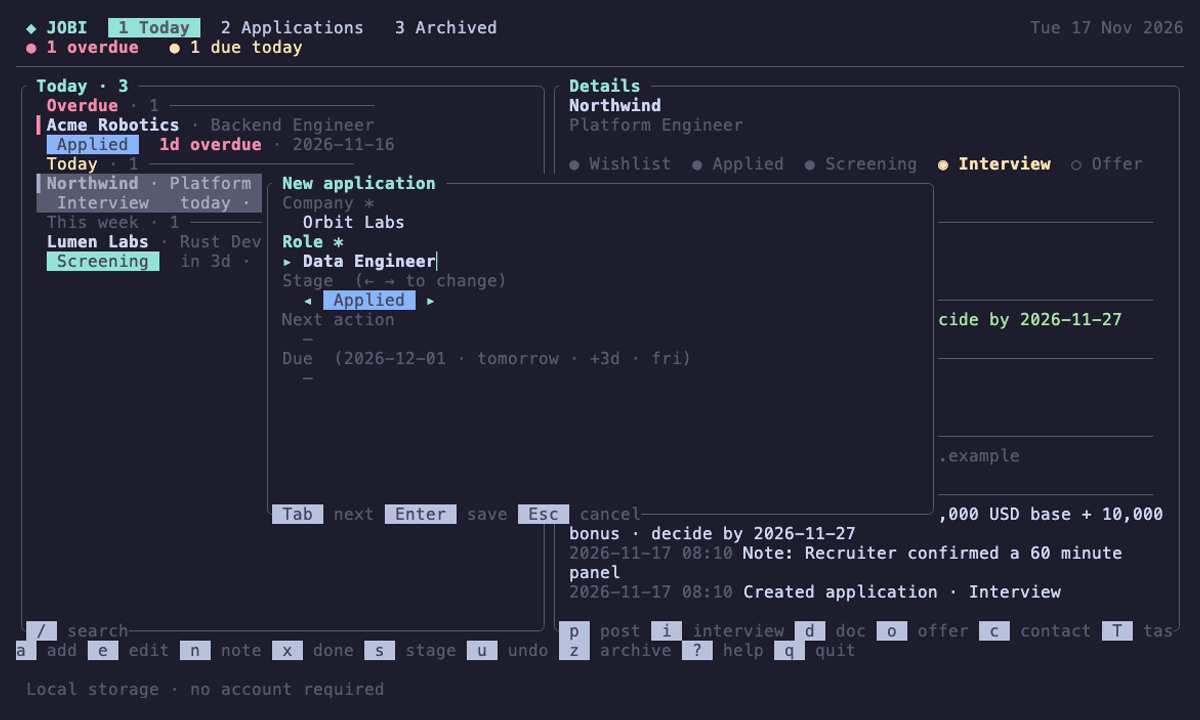 ◆ JOBI 1 Today 2 Applications 3 Archived Tue 17 Nov 2026
● 1 overdue ● 1 due today
Today · 3
Overdue · 1
Acme Robotics · Backend Engineer
Applied 1d overdue · 2026-11-16
Today · 1
Northwind · Platform
Interview today ·
This week · 1
Lumen Labs · Rust Dev
Screening in 3d ·
/ search
Details
Northwind
Platform Engineer
● Wishlist ● Applied ● Screening ◉ Interview ○ Offer
cide by 2026-11-27
.example
,000 USD base + 10,000
bonus · decide by 2026-11-27
2026-11-17 08:10 Note: Recruiter confirmed a 60 minute
panel
2026-11-17 08:10 Created application · Interview
p post i interview d doc o offer c contact T tas
New application
Company *
Orbit Labs
Role *
▸ Data Engineer
Stage (← → to change)
◂ Applied ▸
Next action
—
Due (2026-12-01 · tomorrow · +3d · fri)
—
Tab next Enter save Esc cancel
a add e edit n note x done s stage u undo z archive ? help q quit
Local storage · no account required